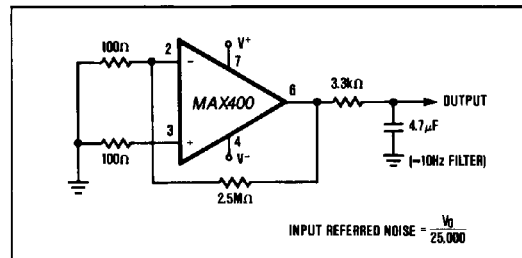 100Ω
2
V+
7
MAX400
6
3.3kΩ
OUTPUT
4.7µF
(~10Hz FILTER)
3
4
V−
100Ω
2.5MΩ
INPUT REFERRED NOISE = V₀
25,000
−
+